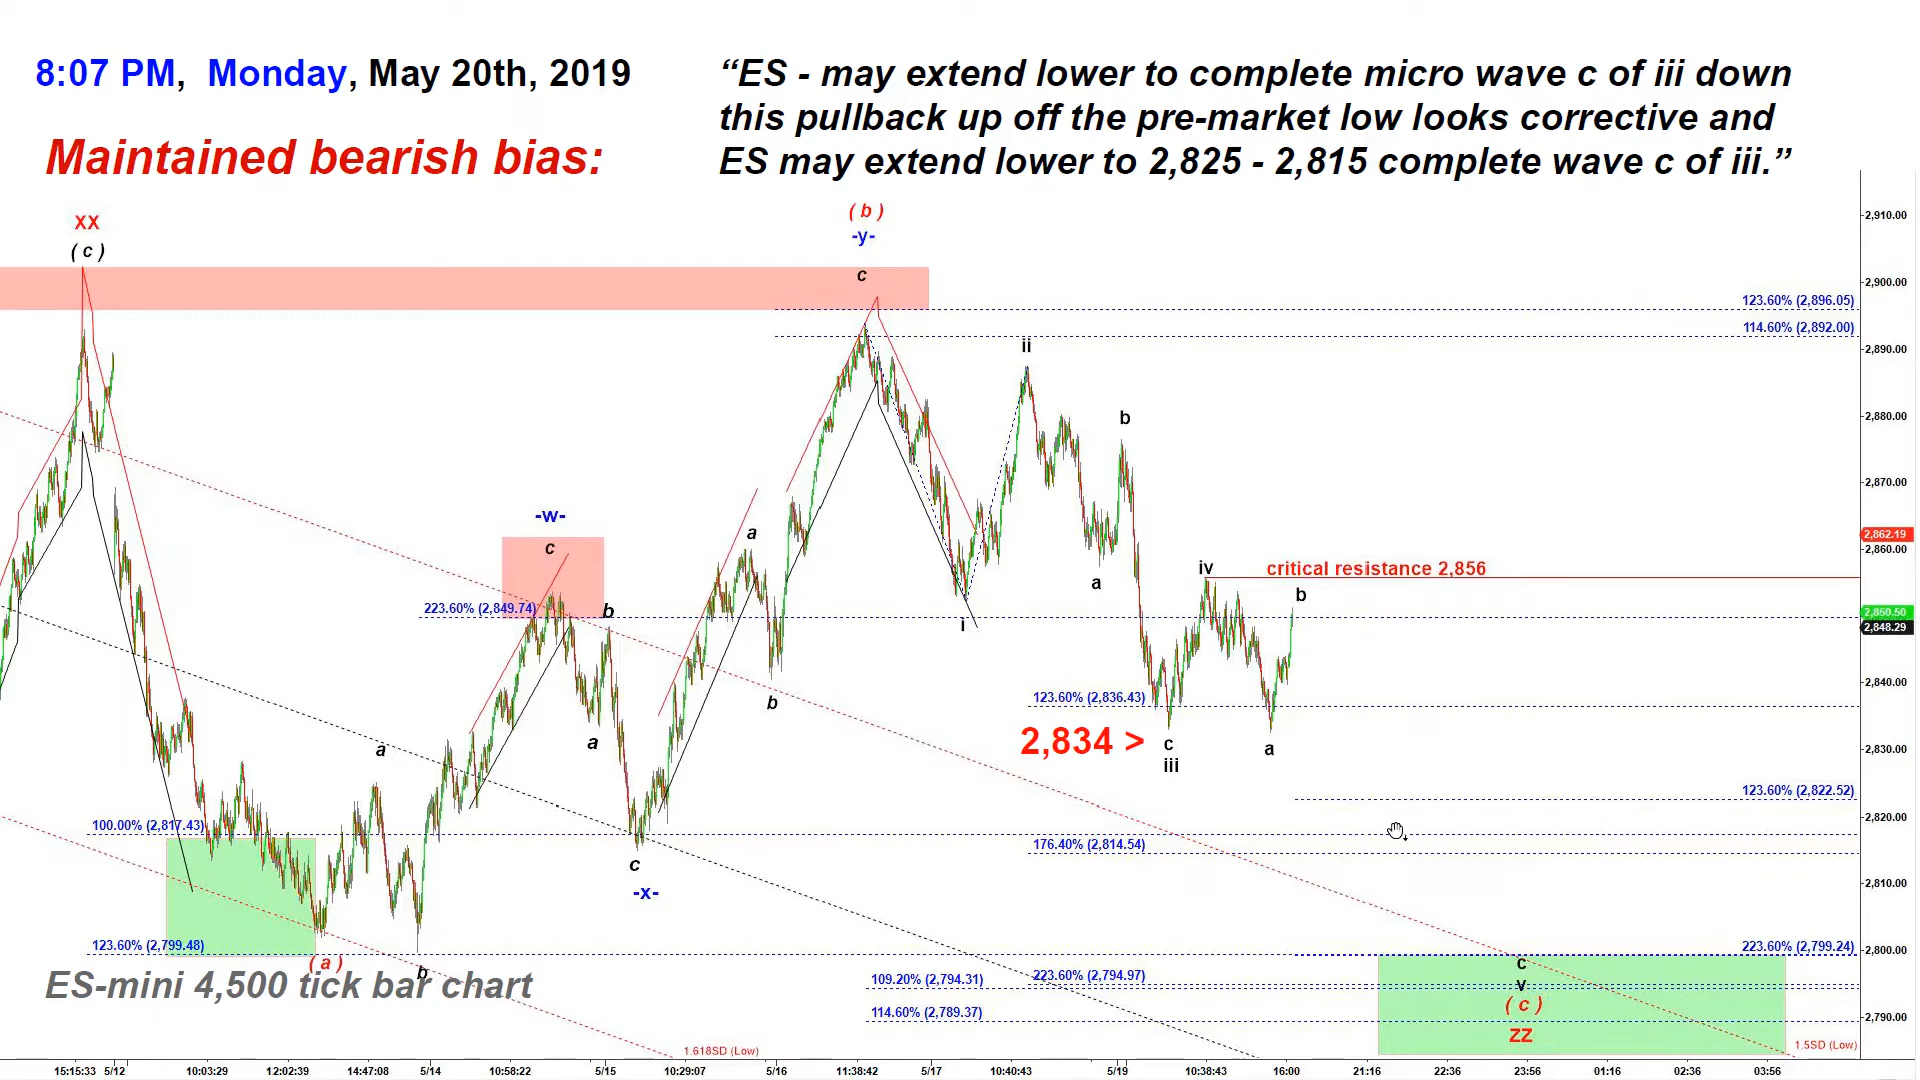 8:07 PM, Monday, May 20th, 2019
“ES - may extend lower to complete micro wave c of iii down
this pullback up off the pre-market low looks corrective and
ES may extend lower to 2,825 - 2,815 complete wave c of iii.”
Maintained bearish bias:
XX
( c )
( b )
-y-
c
2,910.00
2,900.00
123.60% (2,896.05)
114.60% (2,892.00)
2,890.00
ii
2,880.00
b
2,870.00
-w-
c
a
2,862.19
2,860.00
iv
critical resistance 2,856
a
b
223.60% (2,849.74)
b
i
2,850.50
2,848.29
2,840.00
123.60% (2,836.43)
b
2,834 >
a
a
c
iii
a
2,830.00
123.60% (2,822.52)
100.00% (2,817.43)
2,820.00
176.40% (2,814.54)
c
-x-
2,810.00
123.60% (2,799.48)
223.60% (2,799.24)
2,800.00
( a )
b
c
v
( c )
ZZ
ES-mini 4,500 tick bar chart
109.20% (2,794.31)
223.60% (2,794.97)
114.60% (2,789.37)
2,790.00
1.618SD (Low)
1.5SD (Low)
15:15:33 5/12 10:03:29 12:02:39 14:47:08 5/14 10:58:22 5/15 10:29:07 5/16 11:38:42 5/17 10:40:43 5/19 10:38:43 16:00 21:16 22:36 23:56 01:16 02:36 03:56